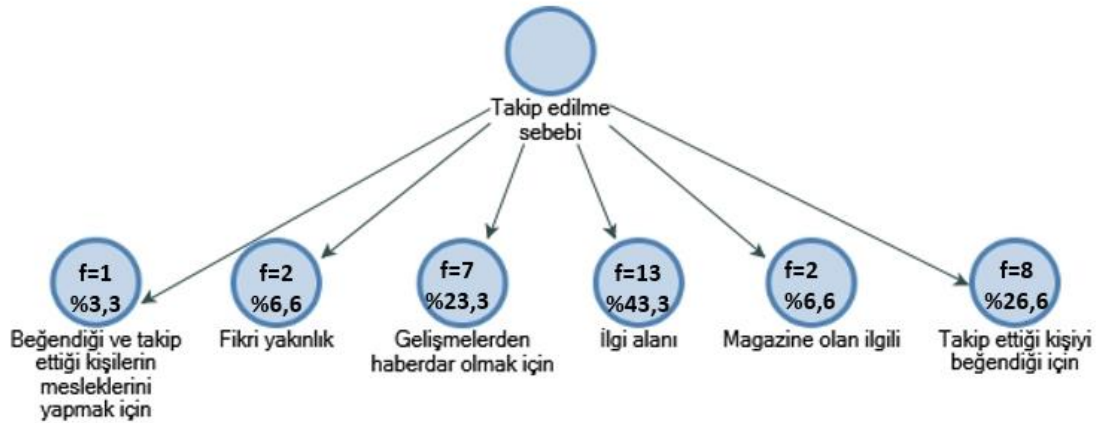 Takip edilme
sebebi
f=1
%3,3
Beğendiği ve takip
ettiği kişilerin
mesleklerini
yapmak için
f=2
%6,6
Fikri yakınlık
f=7
%23,3
Gelişmelerden
haberdar olmak için
f=13
%43,3
İlgi alanı
f=2
%6,6
Magazine olan ilgili
f=8
%26,6
Takip ettiği kişiyi
beğendiği için